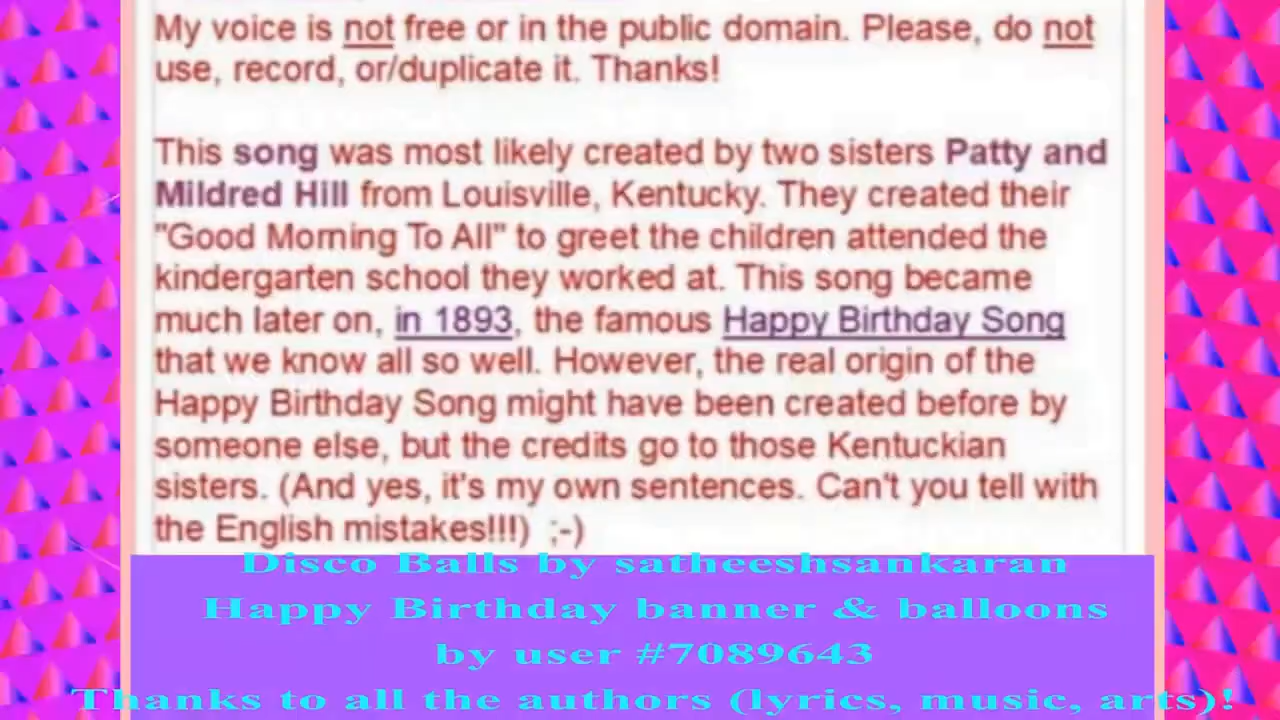 My voice is not free or in the public domain. Please, do not
use, record, or/duplicate it. Thanks!
This song was most likely created by two sisters Patty and
Mildred Hill from Louisville, Kentucky. They created their
"Good Morning To All" to greet the children attended the
kindergarten school they worked at. This song became
much later on, in 1893, the famous Happy Birthday Song
that we know all so well. However, the real origin of the
Happy Birthday Song might have been created before by
someone else, but the credits go to those Kentuckian
sisters. (And yes, it's my own sentences. Can't you tell with
the English mistakes!!!) ;-)
Disco Balls by satheeshsankaran
Happy Birthday banner & balloons
by user #7089643
Thanks to all the authors (lyrics, music, arts)!